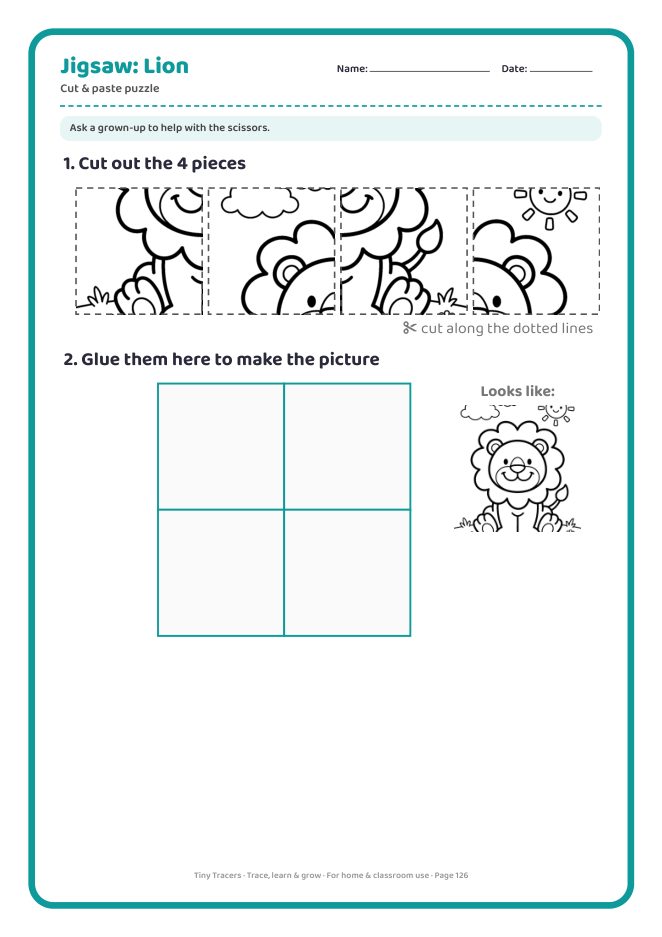 Jigsaw: Lion
Name: Date:
Cut & paste puzzle
Ask a grown-up to help with the scissors.
1. Cut out the 4 pieces
cut along the dotted lines
2. Glue them here to make the picture
Looks like:
Tiny Tracers · Trace, learn & grow · For home & classroom use · Page 126